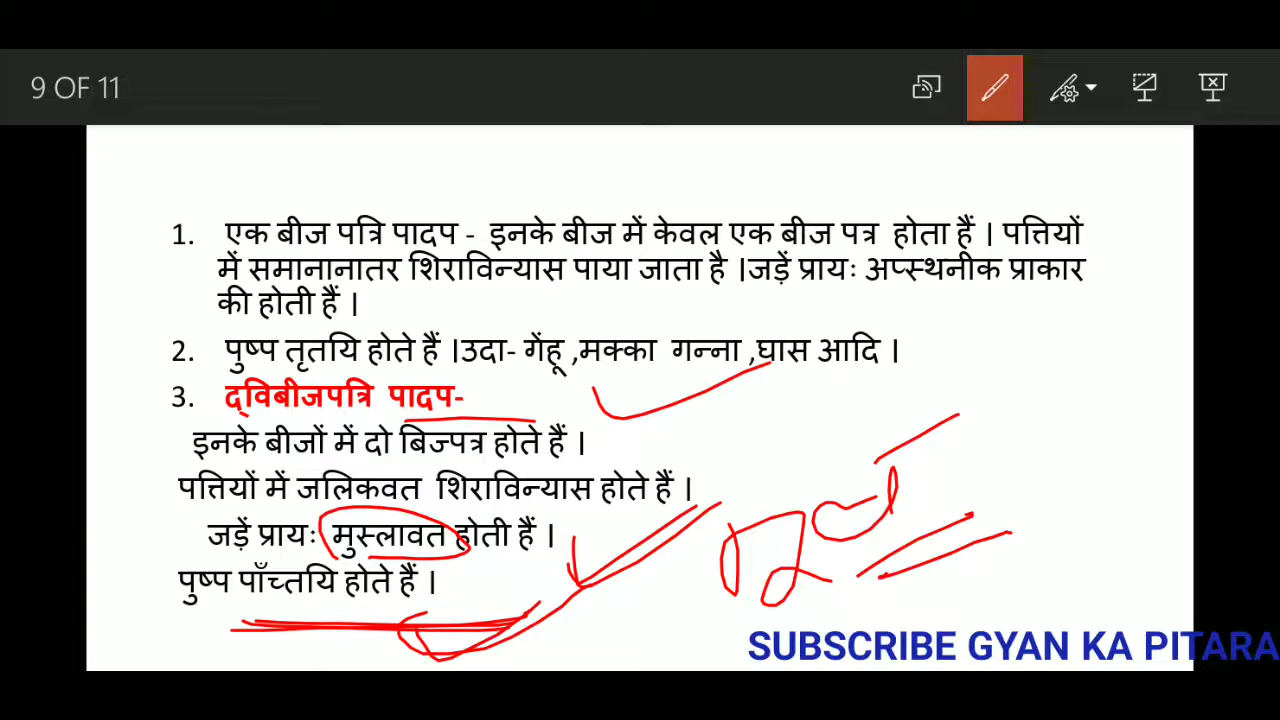 9 OF 11
1. एक बीज पत्रि पादप - इनके बीज में केवल एक बीज पत्र होता हैं । पत्तियों
में समानानातर शिराविन्यास पाया जाता है ।जड़ें प्रायः अप्स्थनीक प्राकार
की होती हैं ।
2. पुष्प तृतयि होते हैं ।उदा- गेंहू ,मक्का गन्ना ,घास आदि ।
3. द्विबीजपत्रि पादप-
इनके बीजों में दो बिज्पत्र होते हैं ।
पत्तियों में जलिकवत शिराविन्यास होते हैं ।
जड़ें प्रायः मुस्लावत होती हैं ।
पुष्प पाँच्तयि होते हैं ।
SUBSCRIBE GYAN KA PITARA